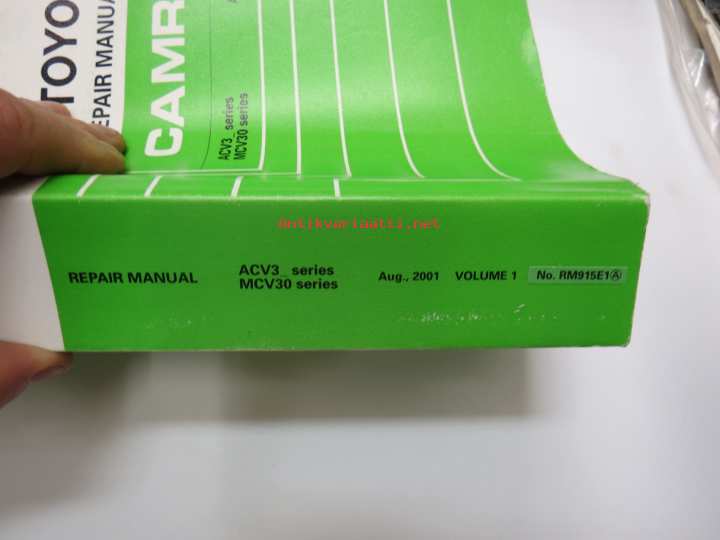 TOYO
REPAIR MANUA
CAMR
ACV3_ series
MCV30 series
Antikvariaatti.net
REPAIR MANUAL
ACV3_ series
MCV30 series
Aug., 2001 VOLUME 1 No. RM915E1Ⓐ